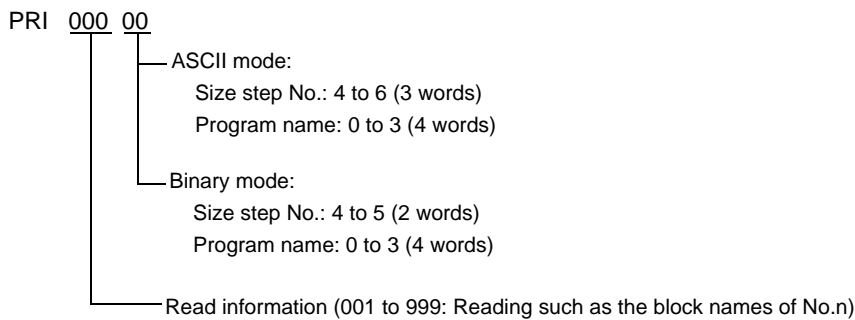 PRI 000 00
ASCII mode:
Size step No.: 4 to 6 (3 words)
Program name: 0 to 3 (4 words)
Binary mode:
Size step No.: 4 to 5 (2 words)
Program name: 0 to 3 (4 words)
Read information (001 to 999: Reading such as the block names of No.n)